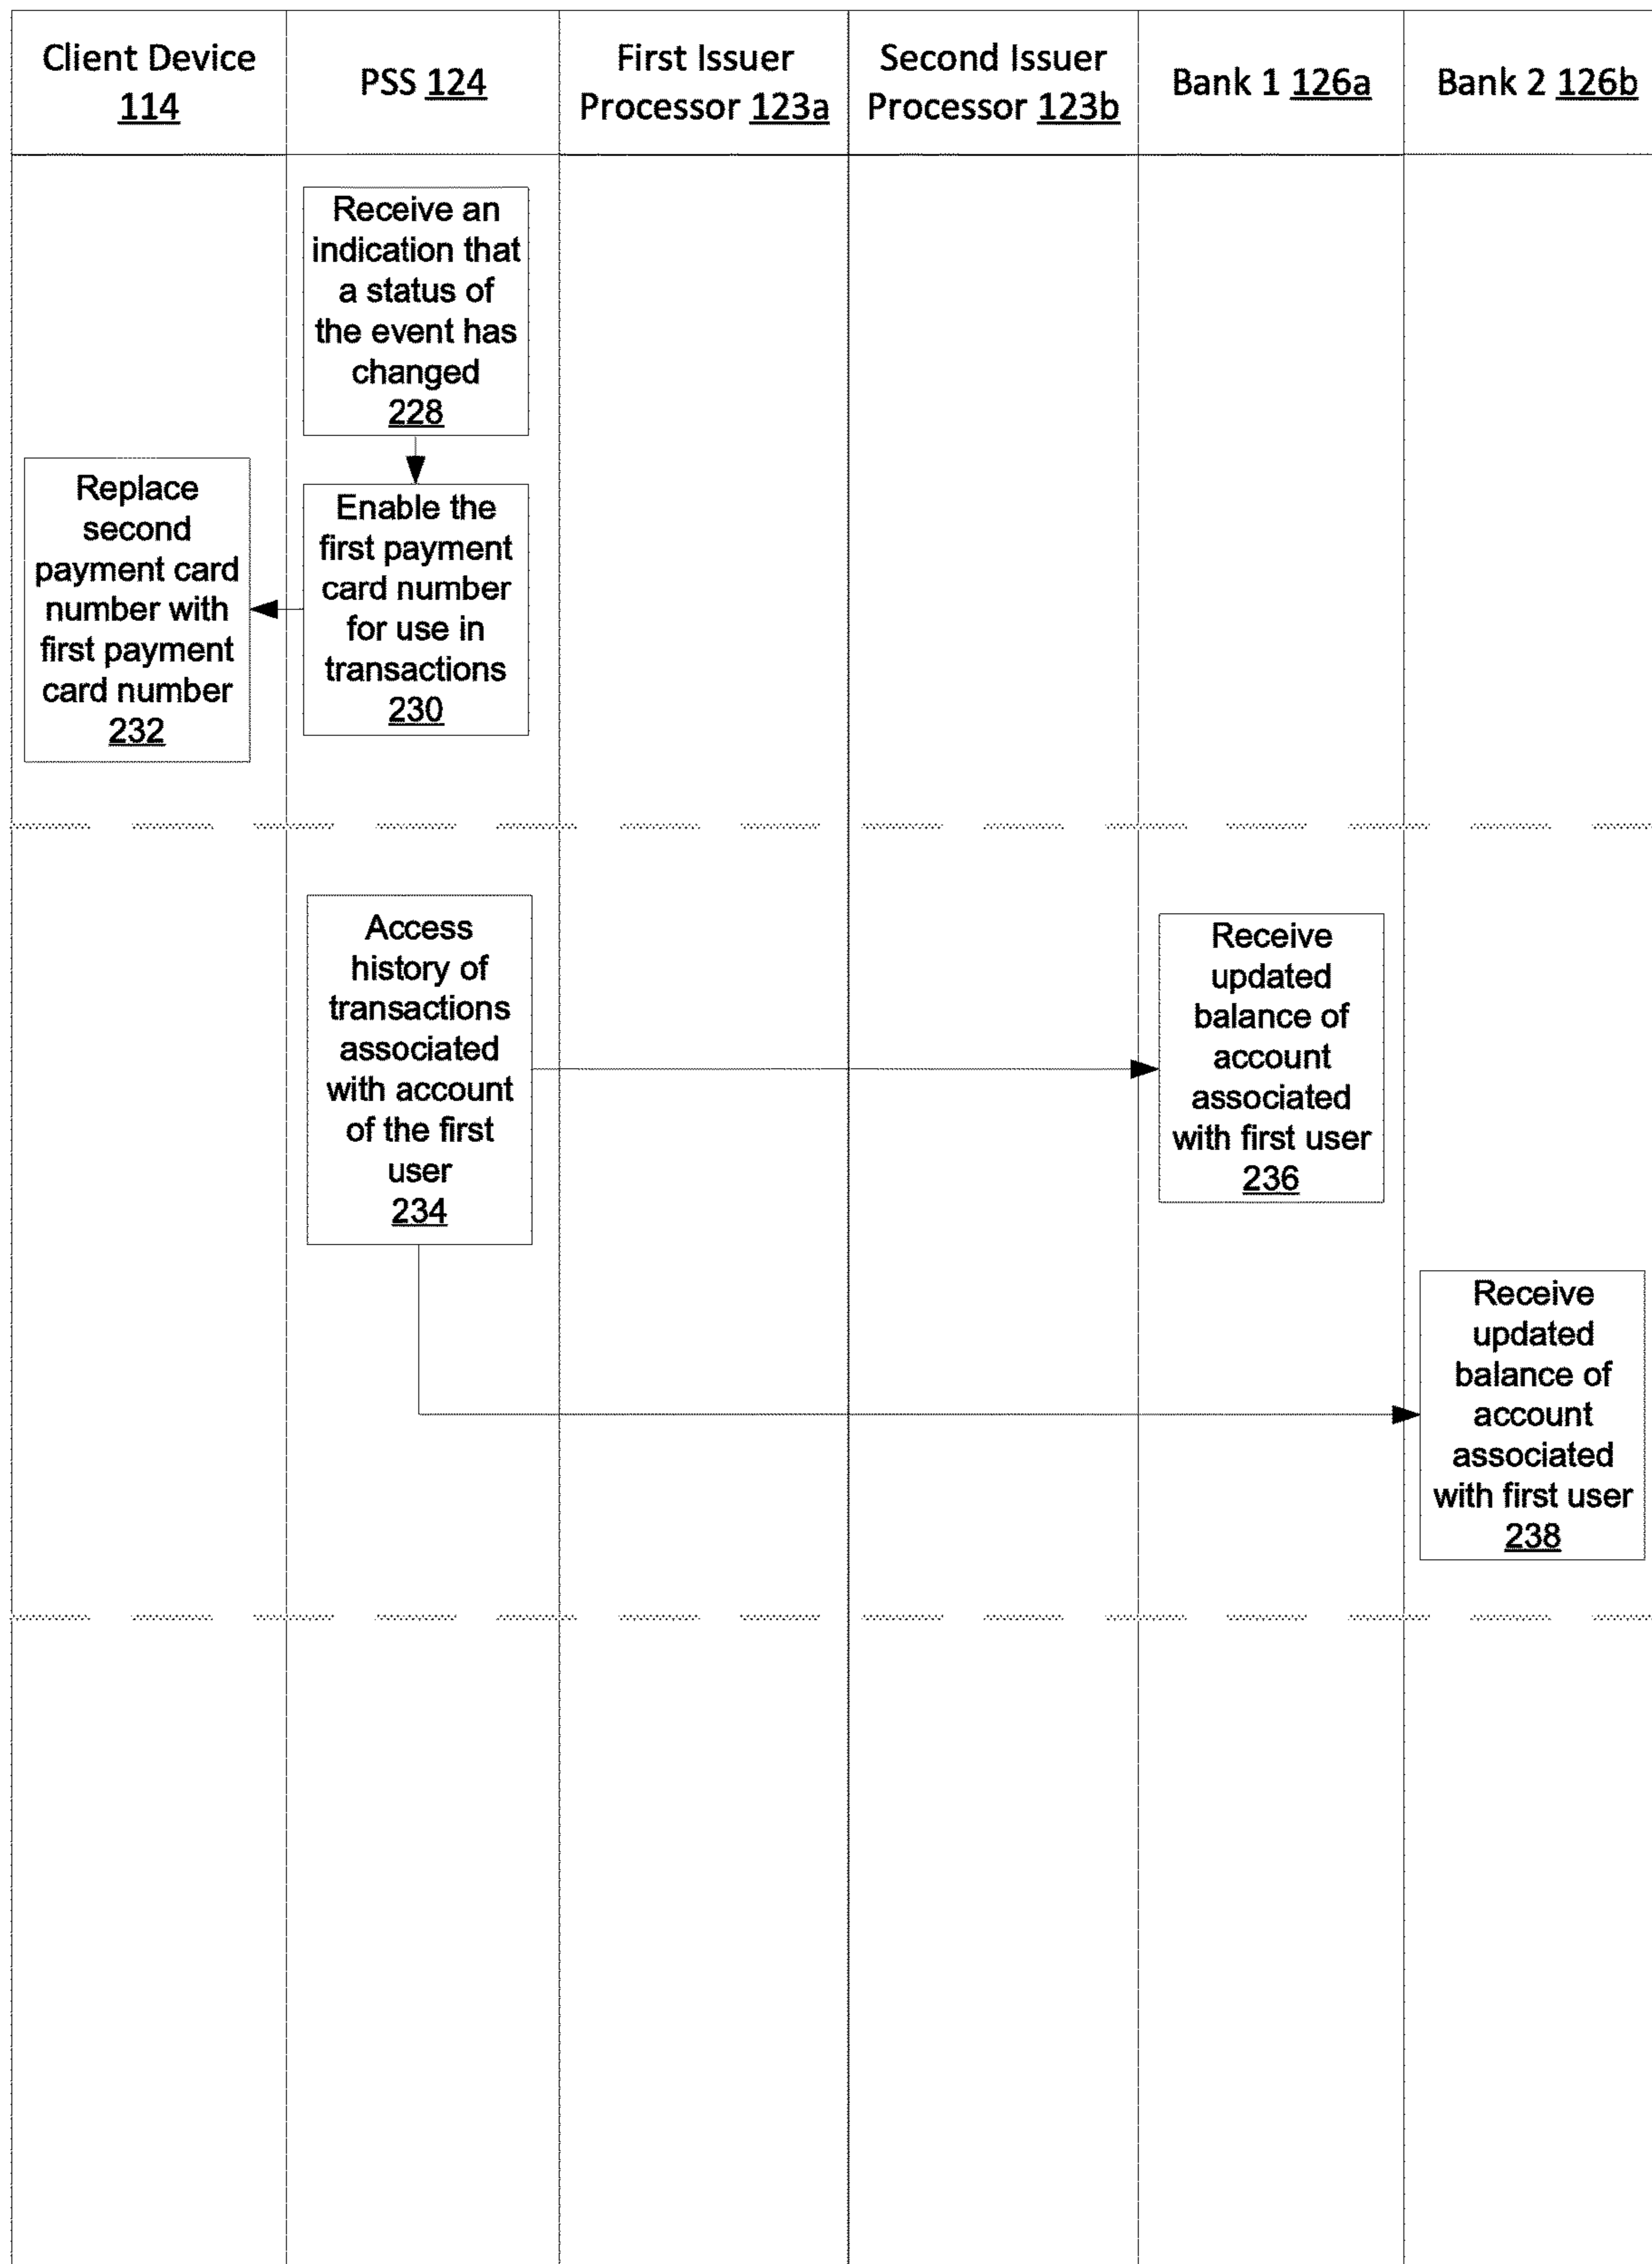 Client Device
114
PSS 124
First Issuer
Processor 123a
Second Issuer
Processor 123b
Bank 1 126a
Bank 2 126b
Receive an
indication that
a status of
the event has
changed
228
Replace
second
payment card
number with
first payment
card number
232
Enable the
first payment
card number
for use in
transactions
230
Access
history of
transactions
associated
with account
of the first
user
234
Receive
updated
balance of
account
associated
with first user
236
Receive
updated
balance of
account
associated
with first user
238